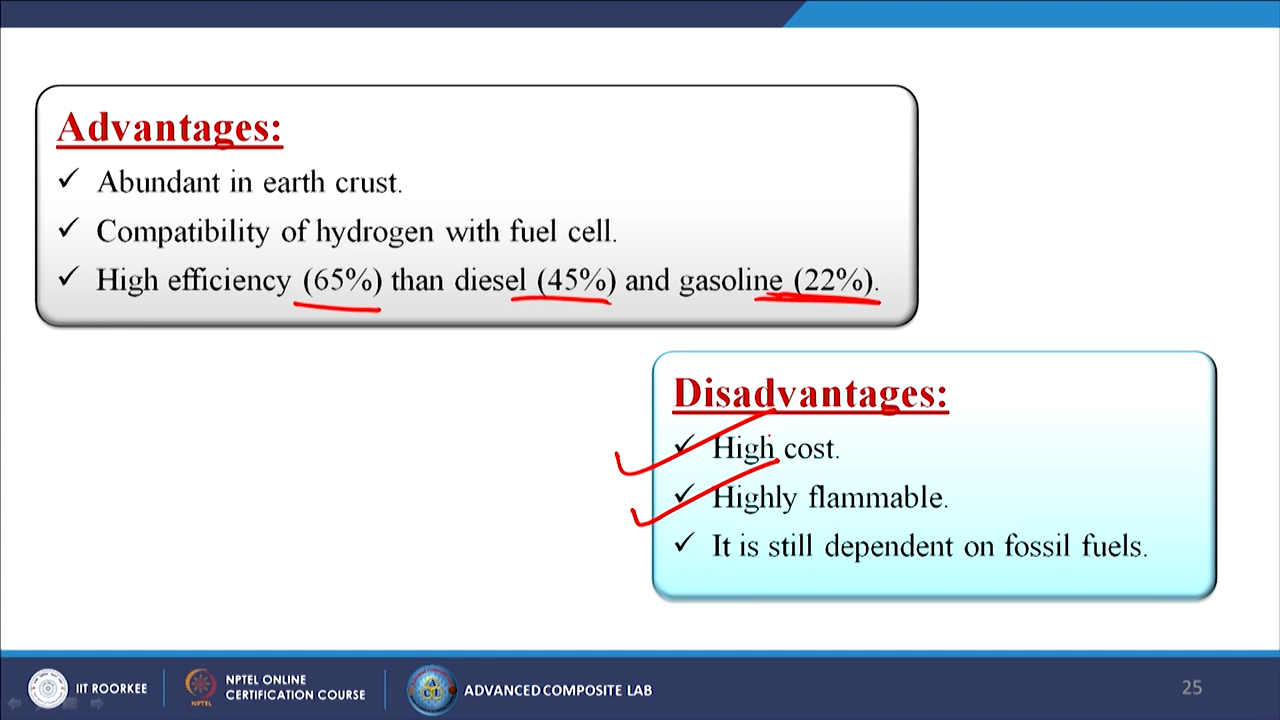 Advantages:
✓ Abundant in earth crust.
✓ Compatibility of hydrogen with fuel cell.
✓ High efficiency (65%) than diesel (45%) and gasoline (22%).
Disadvantages:
✓ High cost.
✓ Highly flammable.
✓ It is still dependent on fossil fuels.
IIT ROORKEE
NPTEL
NPTEL ONLINE
CERTIFICATION COURSE
ACL
ADVANCED COMPOSITE LAB
25